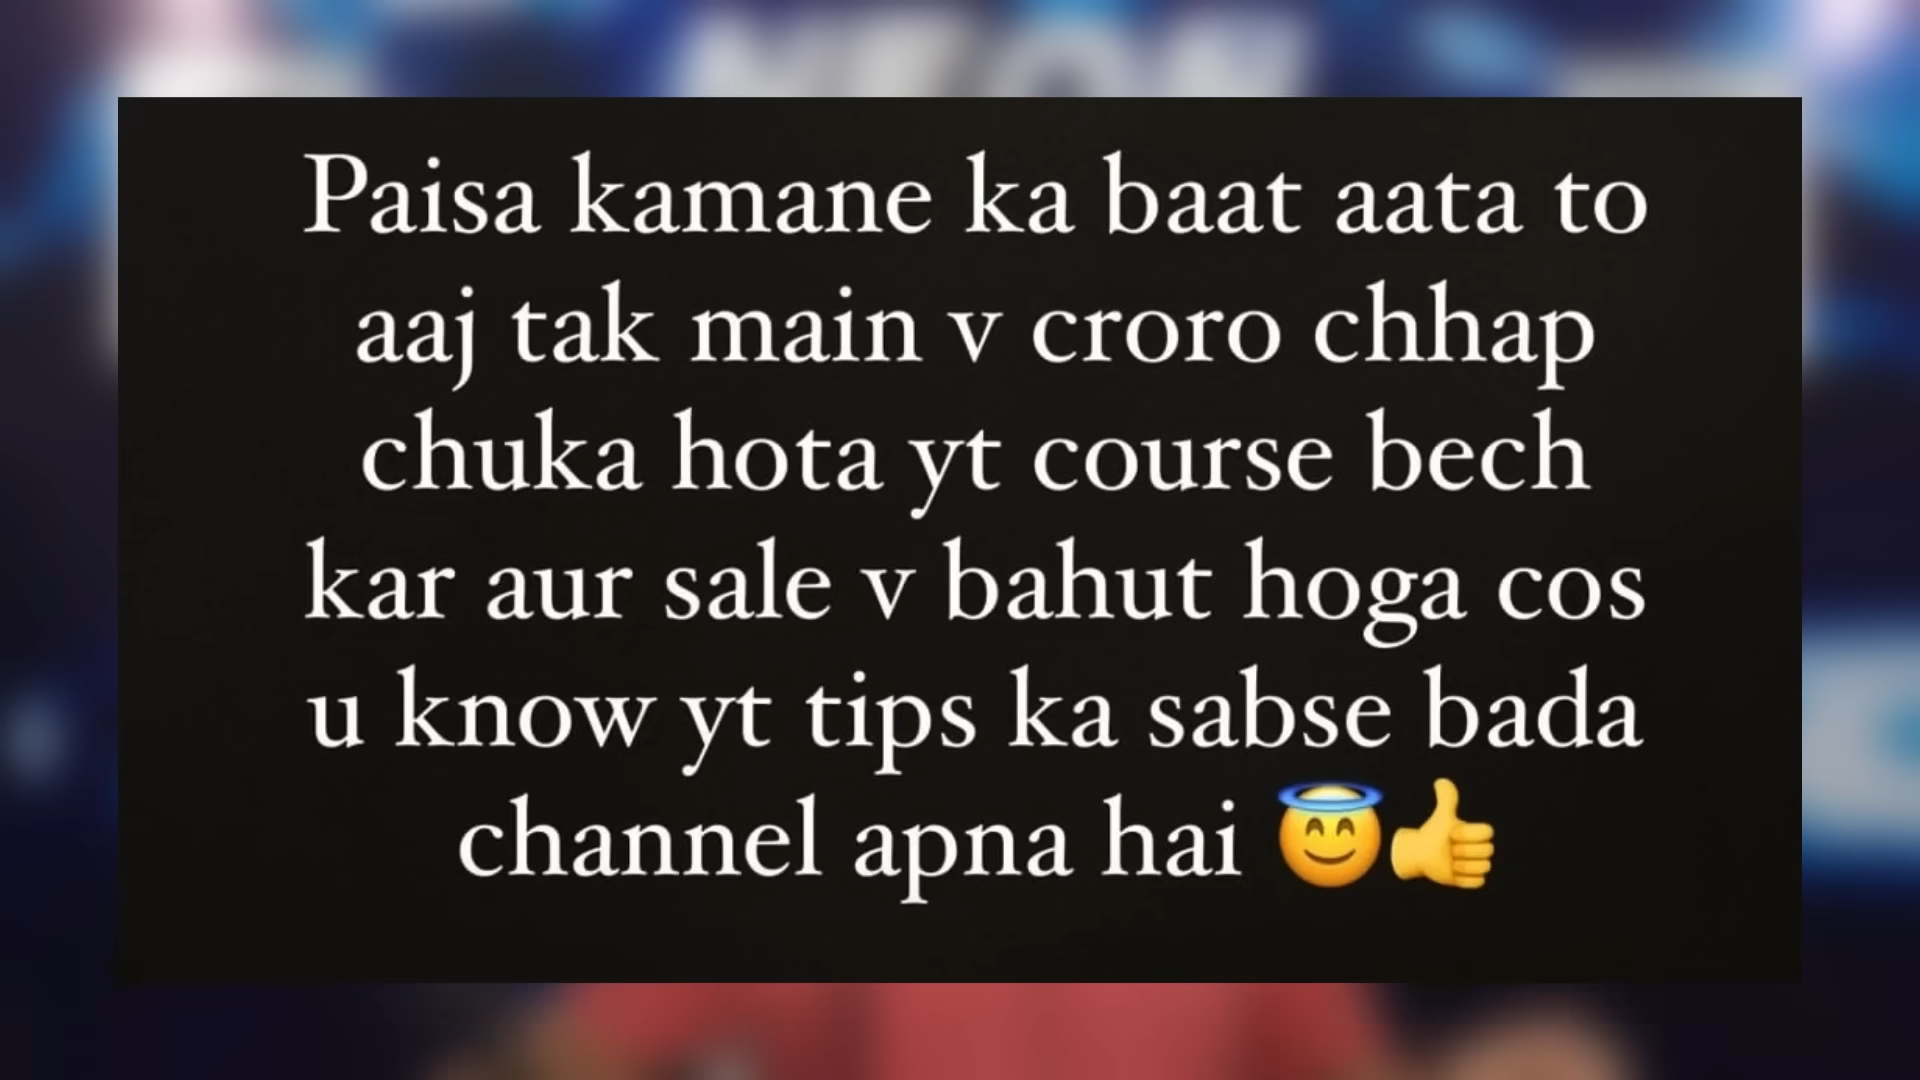 Paisa kamane ka baat aata to
aaj tak main v croro chhap
chuka hota yt course bech
kar aur sale v bahut hoga cos
u know yt tips ka sabse bada
channel apna hai 😇👍